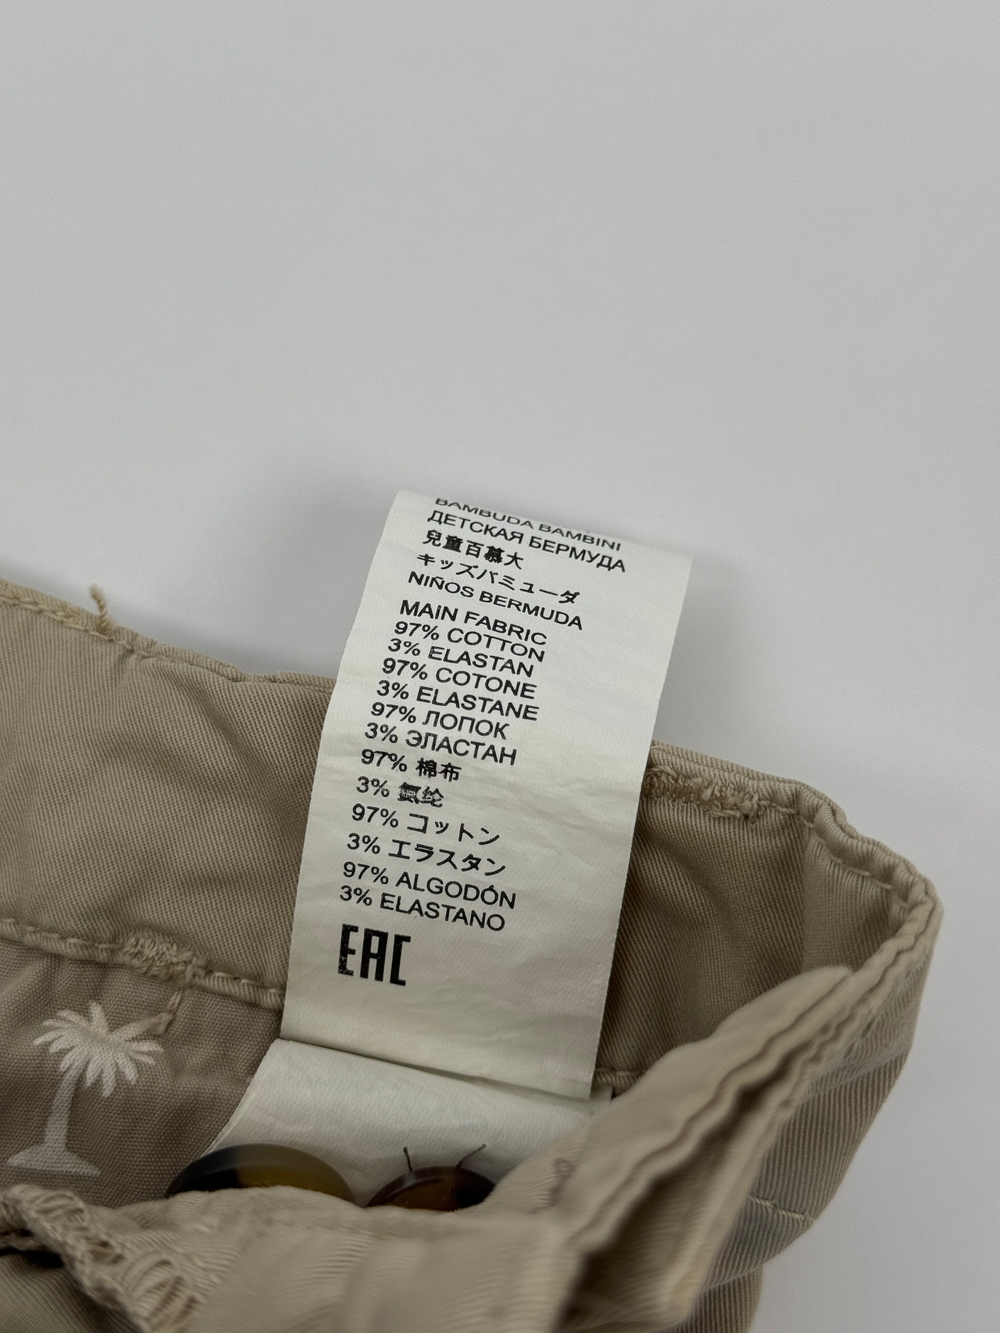 BAMBUDA BAMBINI
ДЕТСКАЯ БЕРМУДА
兒童百慕大
キッズバミューダ
NIÑOS BERMUDA
MAIN FABRIC
97% COTTON
3% ELASTAN
97% COTONE
3% ELASTANE
97% ЛОПОК
3% ЭЛАСТАН
97% 棉布
3% 氨纶
97% コットン
3% エラスタン
97% ALGODÓN
3% ELASTANO
EAC